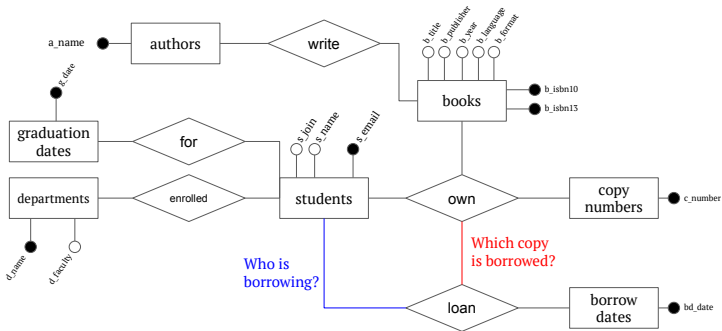 a_name
authors
write
b_title
b_publisher
b_year
b_language
b_format
books
b_isbn10
b_isbn13
g_date
graduation
dates
for
s_join
s_name
s_email
departments
enrolled
students
own
copy
numbers
c_number
d_name
d_faculty
Who is
borrowing?
Which copy
is borrowed?
loan
borrow
dates
bd_date